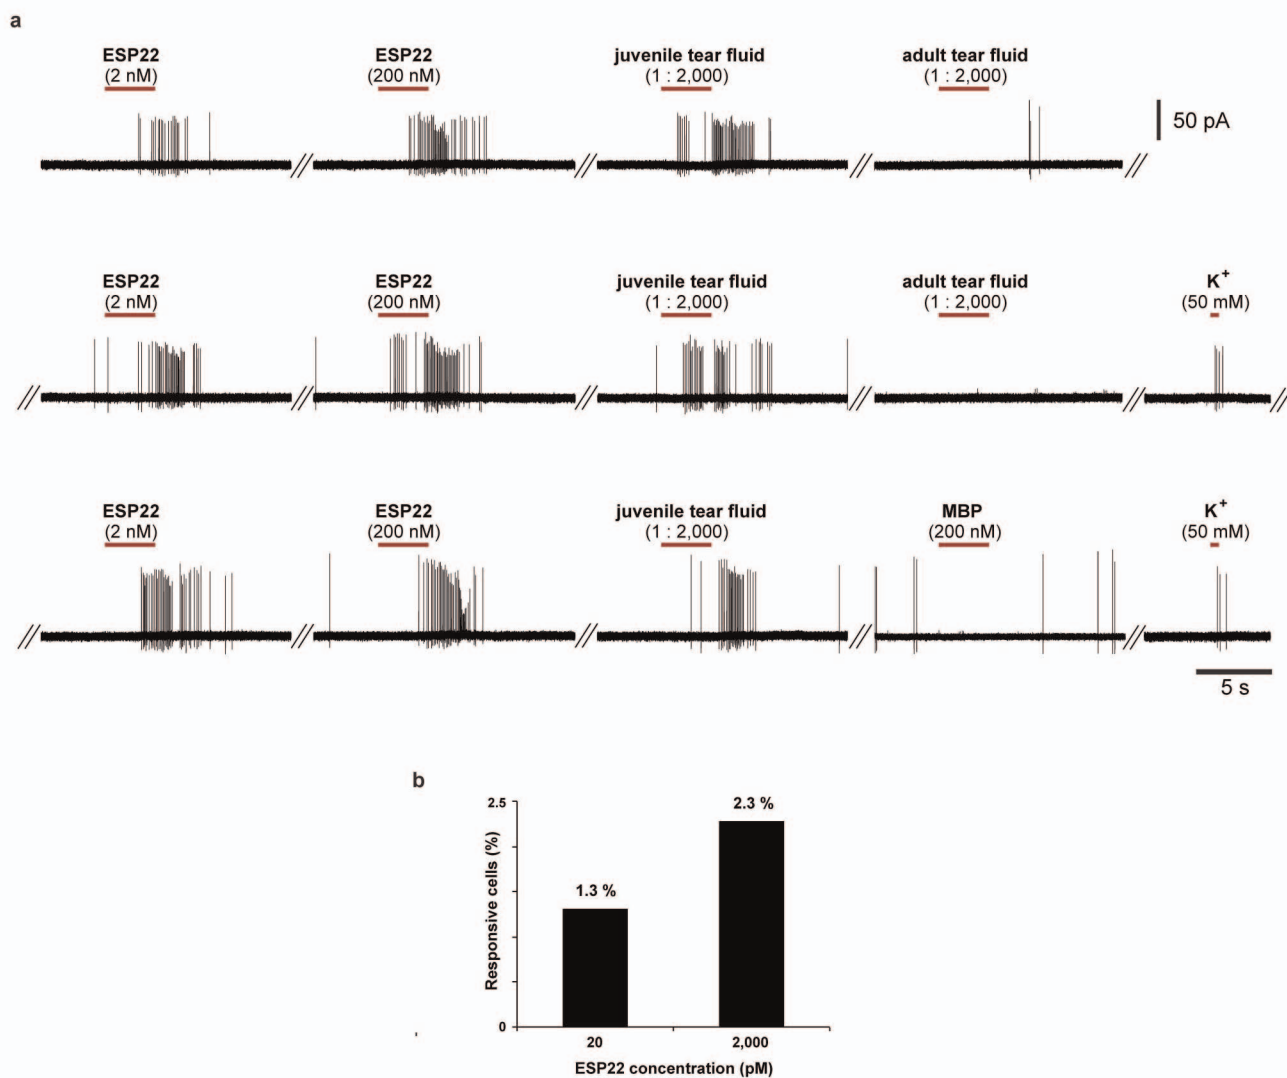 a
ESP22
(2 nM)
ESP22
(200 nM)
juvenile tear fluid
(1 : 2,000)
adult tear fluid
(1 : 2,000)
50 pA
ESP22
(2 nM)
ESP22
(200 nM)
juvenile tear fluid
(1 : 2,000)
adult tear fluid
(1 : 2,000)
K+
(50 mM)
ESP22
(2 nM)
ESP22
(200 nM)
juvenile tear fluid
(1 : 2,000)
MBP
(200 nM)
K+
(50 mM)
5 s
b
2.5
2.3 %
1.3 %
Responsive cells (%)
0
20
2,000
ESP22 concentration (pM)